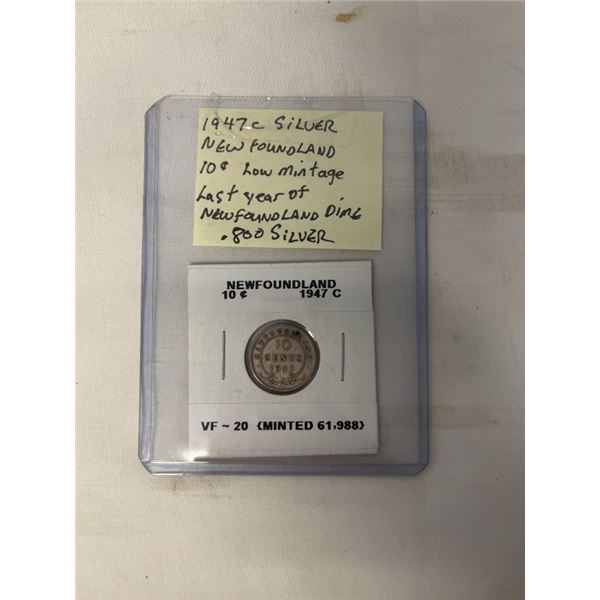 1947c SILVER
NEWFOUNDLAND
10¢ Low mintage
Last year of
NEWFOUNDLAND DIME
.800 SILVER
NEWFOUNDLAND
10 ¢ 1947 C
10
CENTS
1947
VF ~ 20 (MINTED 61,988)